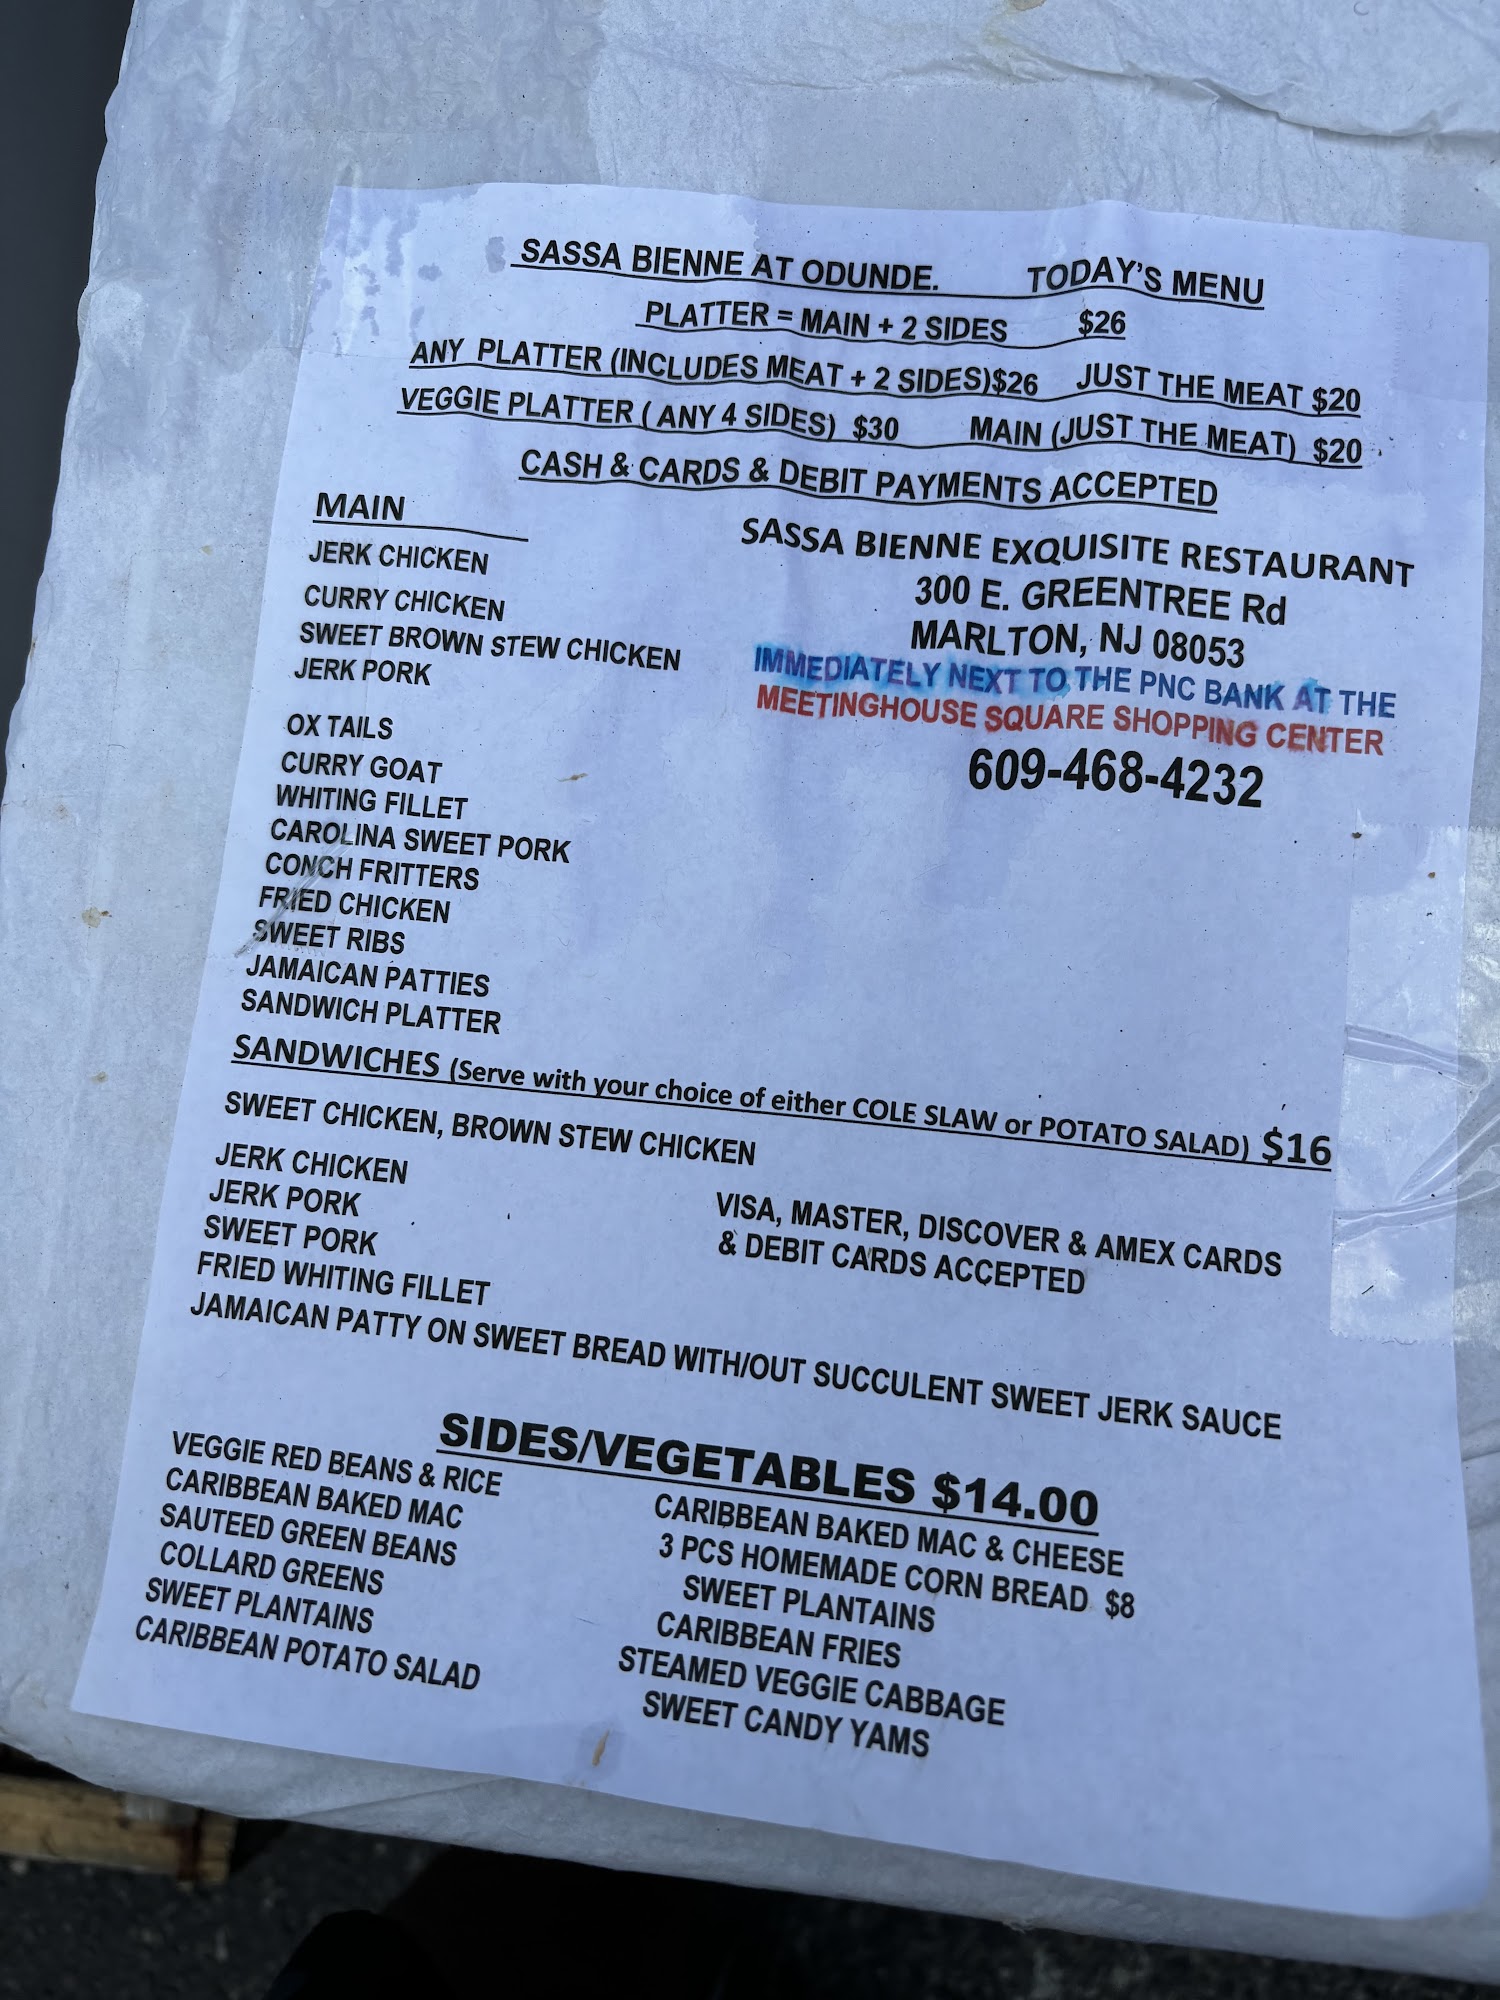 SASSA BIENNE AT ODUNDE. TODAY'S MENU
PLATTER = MAIN + 2 SIDES $26
ANY PLATTER (INCLUDES MEAT + 2 SIDES)$26 JUST THE MEAT $20
VEGGIE PLATTER ( ANY 4 SIDES) $30 MAIN (JUST THE MEAT) $20
CASH & CARDS & DEBIT PAYMENTS ACCEPTED
MAIN
JERK CHICKEN
CURRY CHICKEN
SWEET BROWN STEW CHICKEN
JERK PORK
OX TAILS
CURRY GOAT
WHITING FILLET
CAROLINA SWEET PORK
CONCH FRITTERS
FRIED CHICKEN
SWEET RIBS
JAMAICAN PATTIES
SANDWICH PLATTER
SASSA BIENNE EXQUISITE RESTAURANT
300 E. GREENTREE Rd
MARLTON, NJ 08053
IMMEDIATELY NEXT TO THE PNC BANK AT THE
MEETINGHOUSE SQUARE SHOPPING CENTER
609-468-4232
SANDWICHES (Serve with your choice of either COLE SLAW or POTATO SALAD) $16
SWEET CHICKEN, BROWN STEW CHICKEN
JERK CHICKEN
JERK PORK
SWEET PORK
FRIED WHITING FILLET
JAMAICAN PATTY ON SWEET BREAD WITH/OUT SUCCULENT SWEET JERK SAUCE
VISA, MASTER, DISCOVER & AMEX CARDS
& DEBIT CARDS ACCEPTED
SIDES/VEGETABLES $14.00
VEGGIE RED BEANS & RICE
CARIBBEAN BAKED MAC
SAUTEED GREEN BEANS
COLLARD GREENS
SWEET PLANTAINS
CARIBBEAN POTATO SALAD
CARIBBEAN BAKED MAC & CHEESE
3 PCS HOMEMADE CORN BREAD $8
SWEET PLANTAINS
CARIBBEAN FRIES
STEAMED VEGGIE CABBAGE
SWEET CANDY YAMS